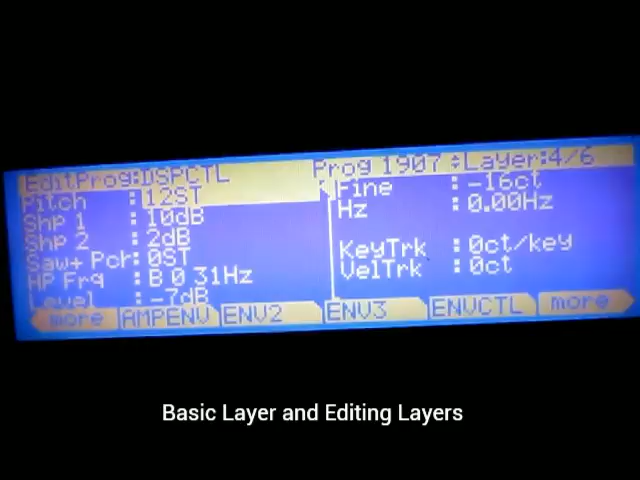 EditProg:DSPCTL Prog 1907 Layer:4/6
Pitch :12ST
Shp 1 :10dB
Shp 2 :2dB
Saw+ Pch:0ST
HP Frq :B 0 31Hz
Level :-7dB
Fine :-16ct
Hz :0.00Hz
KeyTrk :0ct/key
VelTrk :0ct
more AMPENV ENV2 ENV3 ENVCTL more
Basic Layer and Editing Layers